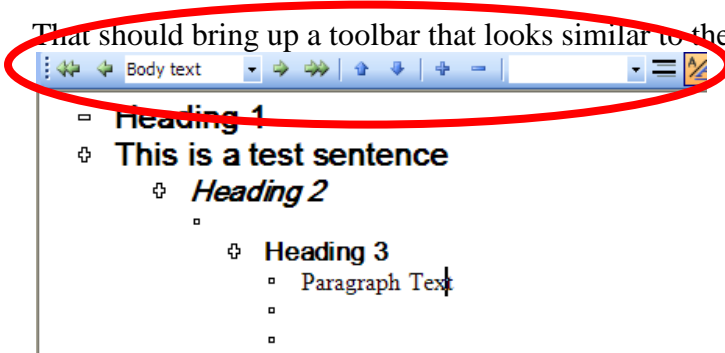 That should bring up a toolbar that looks similar to the
Body text
Heading 1
This is a test sentence
Heading 2
Heading 3
Paragraph Text